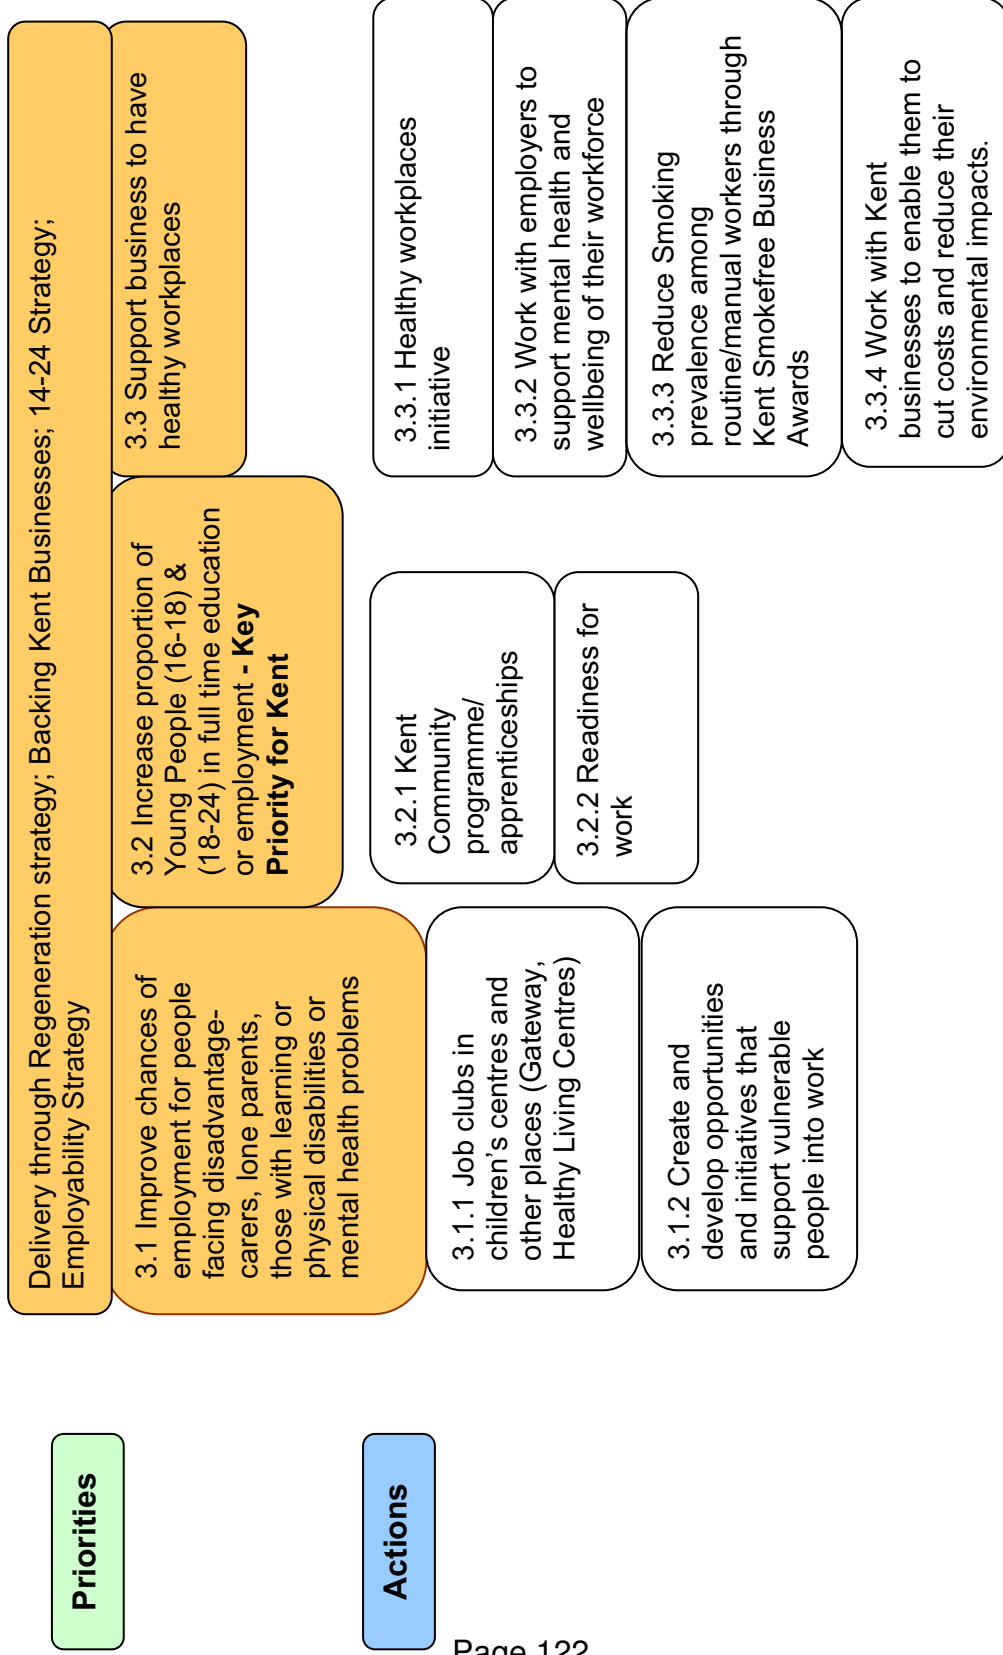 Delivery through Regeneration strategy; Backing Kent Businesses; 14-24 Strategy;
Employability Strategy
Priorities
3.1 Improve chances of
employment for people
facing disadvantage-
carers, lone parents,
those with learning or
physical disabilities or
mental health problems
3.2 Increase proportion of
Young People (16-18) &
(18-24) in full time education
or employment - Key
Priority for Kent
3.3 Support business to have
healthy workplaces
Actions
3.1.1 Job clubs in
children's centres and
other places (Gateway,
Healthy Living Centres)
3.1.2 Create and
develop opportunities
and initiatives that
support vulnerable
people into work
3.2.1 Kent
Community
programme/
apprenticeships
3.2.2 Readiness for
work
3.3.1 Healthy workplaces
initiative
3.3.2 Work with employers to
support mental health and
wellbeing of their workforce
3.3.3 Reduce Smoking
prevalence among
routine/manual workers through
Kent Smokefree Business
Awards
3.3.4 Work with Kent
businesses to enable them to
cut costs and reduce their
environmental impacts.
Page 122